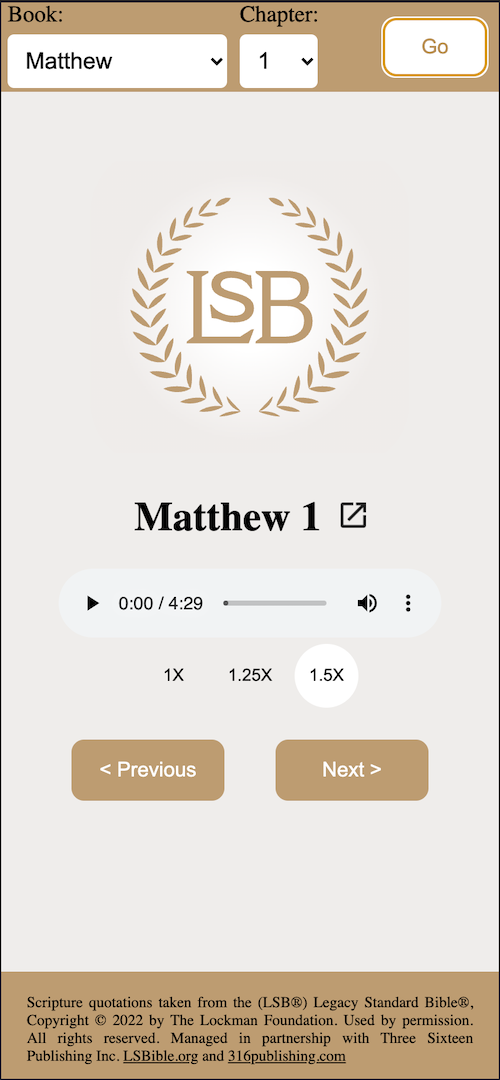 Book:
Chapter:
Matthew
1
Go
LSB
Matthew 1
0:00 / 4:29
1X
1.25X
1.5X
< Previous
Next >
Scripture quotations taken from the (LSB®) Legacy Standard Bible®,
Copyright © 2022 by The Lockman Foundation. Used by permission.
All rights reserved. Managed in partnership with Three Sixteen
Publishing Inc. LSBible.org and 316publishing.com